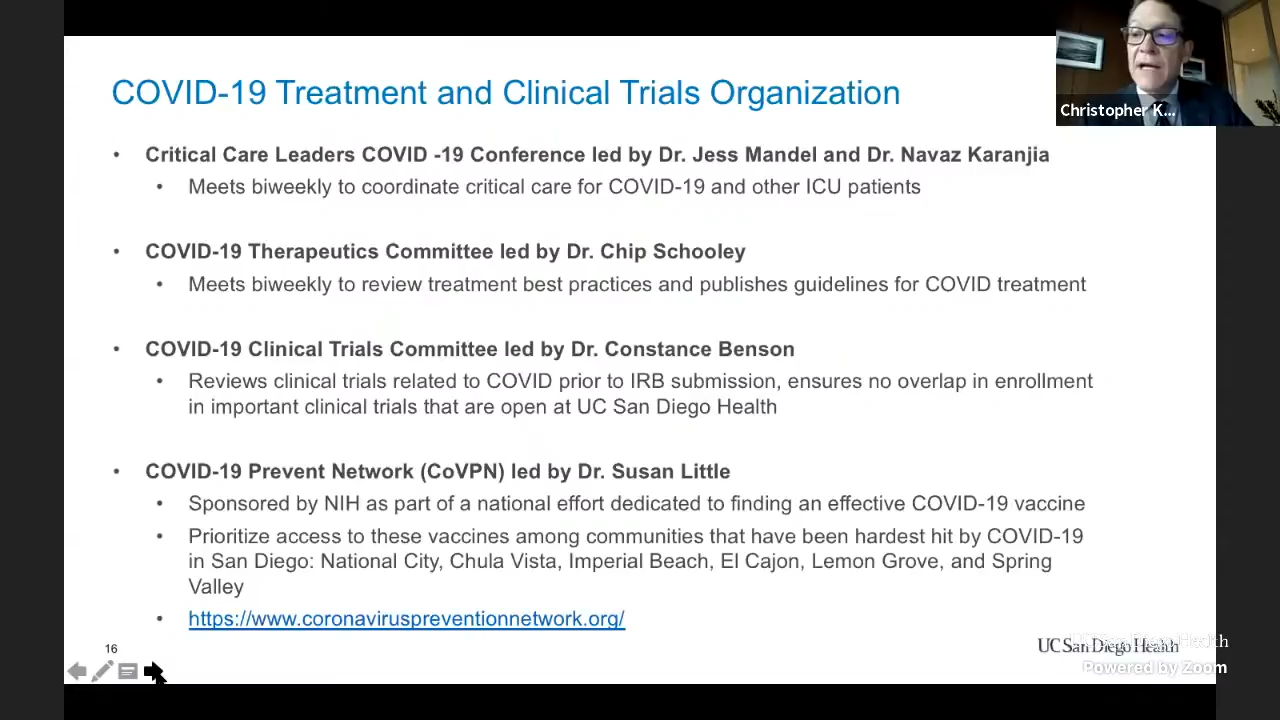 COVID-19 Treatment and Clinical Trials Organization
Christopher K...
• Critical Care Leaders COVID -19 Conference led by Dr. Jess Mandel and Dr. Navaz Karanjia
• Meets biweekly to coordinate critical care for COVID-19 and other ICU patients
• COVID-19 Therapeutics Committee led by Dr. Chip Schooley
• Meets biweekly to review treatment best practices and publishes guidelines for COVID treatment
• COVID-19 Clinical Trials Committee led by Dr. Constance Benson
• Reviews clinical trials related to COVID prior to IRB submission, ensures no overlap in enrollment
in important clinical trials that are open at UC San Diego Health
• COVID-19 Prevent Network (CoVPN) led by Dr. Susan Little
• Sponsored by NIH as part of a national effort dedicated to finding an effective COVID-19 vaccine
• Prioritize access to these vaccines among communities that have been hardest hit by COVID-19
in San Diego: National City, Chula Vista, Imperial Beach, El Cajon, Lemon Grove, and Spring
Valley
• https://www.coronaviruspreventionnetwork.org/
16
UC San Diego Health
UC San Diego Health
Powered by Zoom